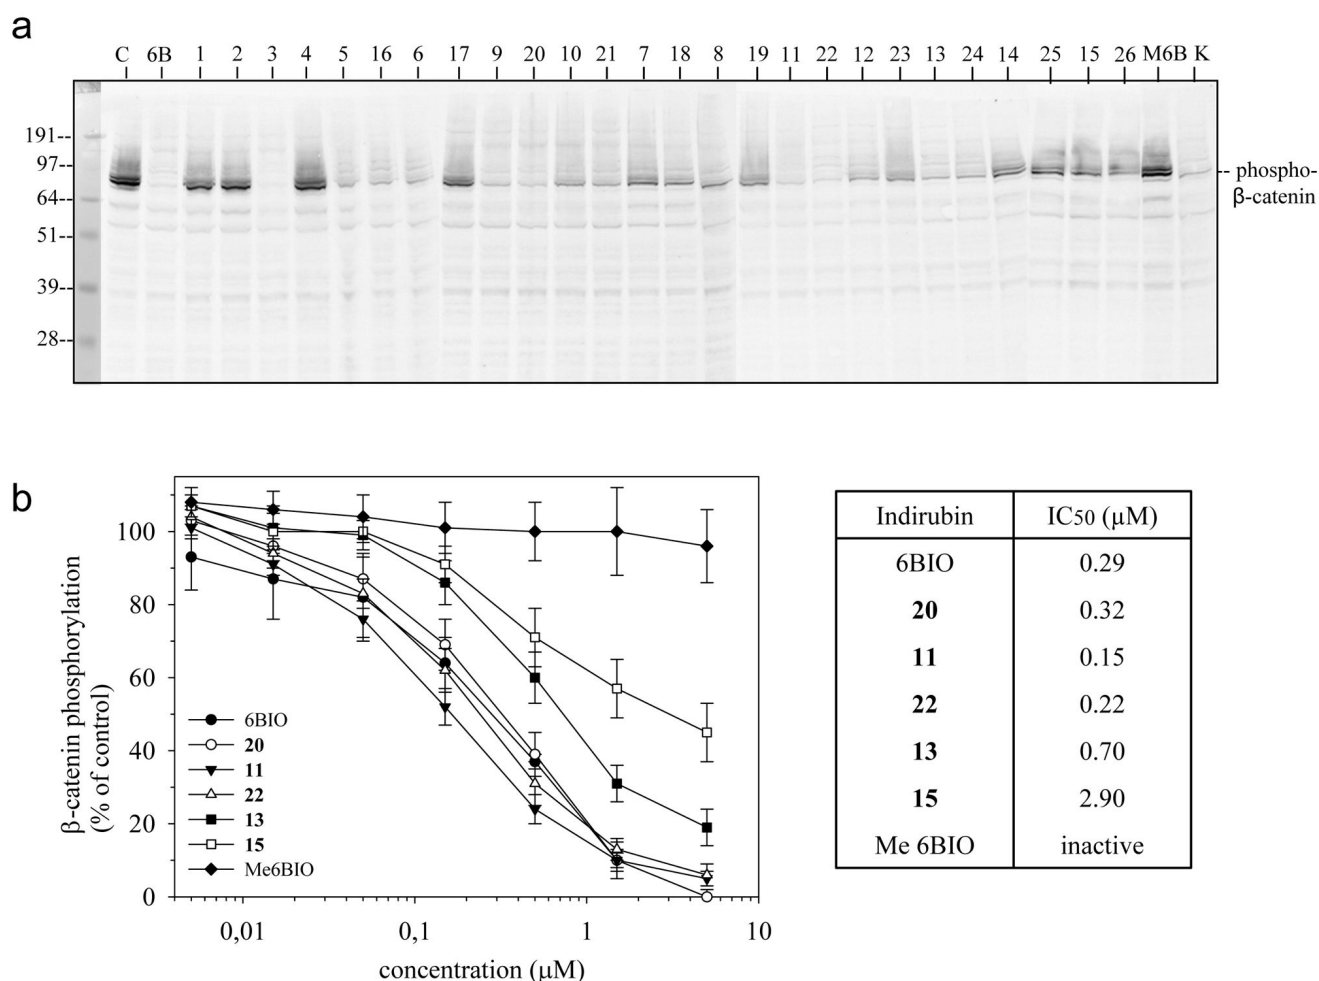 a
C 6B 1 2 3 4 5 16 6 17 9 20 10 21 7 18 8 19 11 22 12 23 13 24 14 25 15 26 M6B K
191--
97--
64--
51--
39--
28--
-- phospho-
β-catenin
b
β-catenin phosphorylation
(% of control)
100
80
60
40
20
0
6BIO
20
11
22
13
15
Me6BIO
0,01 0,1 1 10
concentration (μM)
Indirubin IC50 (μM)
6BIO 0.29
20 0.32
11 0.15
22 0.22
13 0.70
15 2.90
Me 6BIO inactive